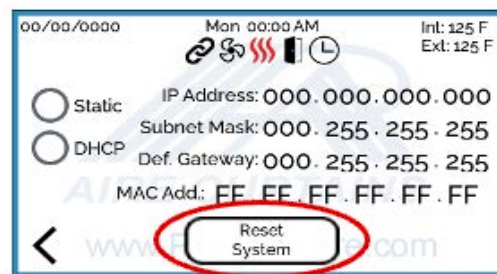 00/00/0000 Mon 00:00 AM Int: 125 F
Ext: 125 F
Static IP Address: 000.000.000.000
Subnet Mask: 000.255.255.255
DHCP Def. Gateway: 000.255.255.255
MAC Add.: FF.FF.FF.FF.FF.FF
Reset
System